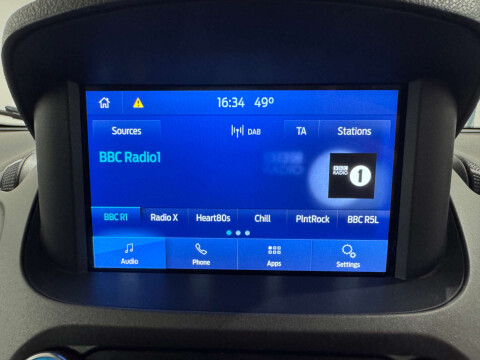 16:34 49º
Sources DAB TA Stations
BBC Radio1
BBC RADIO 1
BBC R1 Radio X Heart80s Chill PlntRock BBC R5L
Audio Phone Apps Settings